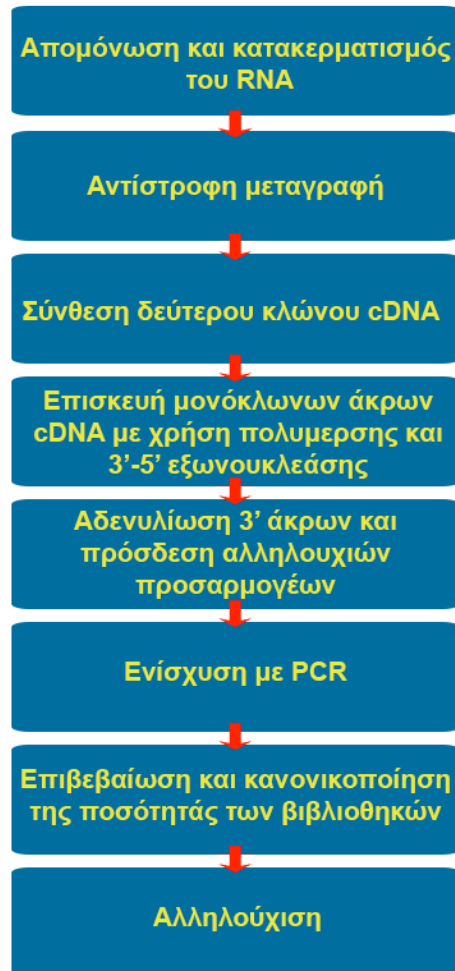 Απομόνωση και κατακερματισμός
του RNA
Αντίστροφη μεταγραφή
Σύνθεση δεύτερου κλώνου cDNA
Επισκευή μονόκλωνων άκρων
cDNA με χρήση πολυμερσης και
3’-5’ εξωνουκλεάσης
Αδενυλίωση 3’ άκρων και
πρόσδεση αλληλουχιών
προσαρμογέων
Ενίσχυση με PCR
Επιβεβαίωση και κανονικοποίηση
της ποσότητάς των βιβλιοθηκών
Αλληλούχιση